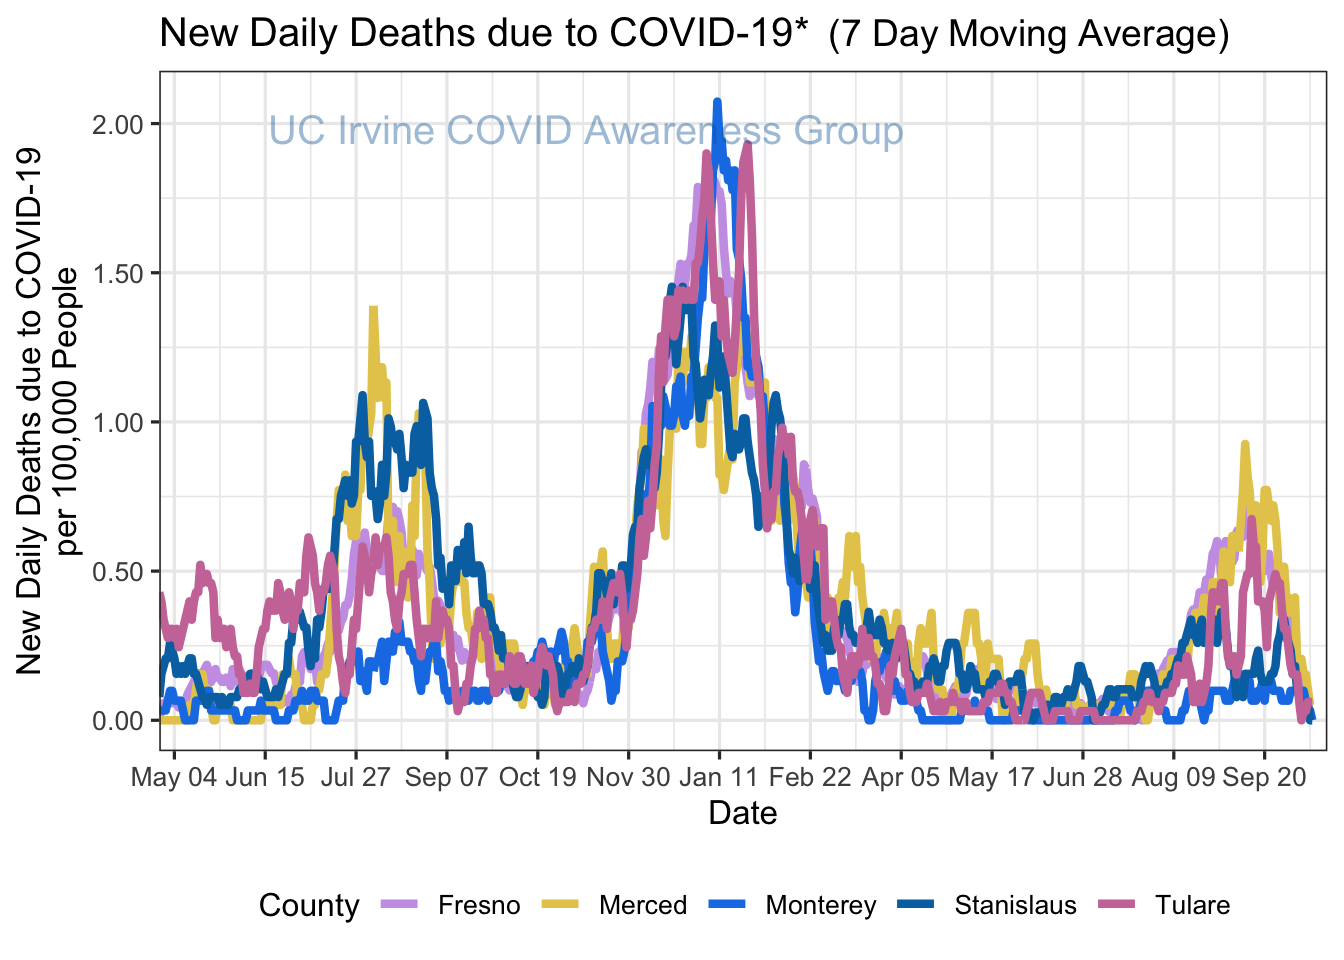 New Daily Deaths due to COVID-19* (7 Day Moving Average)
UC Irvine COVID Awareness Group
New Daily Deaths due to COVID-19
per 100,000 People
2.00
1.50
1.00
0.50
0.00
May 04 Jun 15 Jul 27 Sep 07 Oct 19 Nov 30 Jan 11 Feb 22 Apr 05 May 17 Jun 28 Aug 09 Sep 20
Date
County Fresno Merced Monterey Stanislaus Tulare